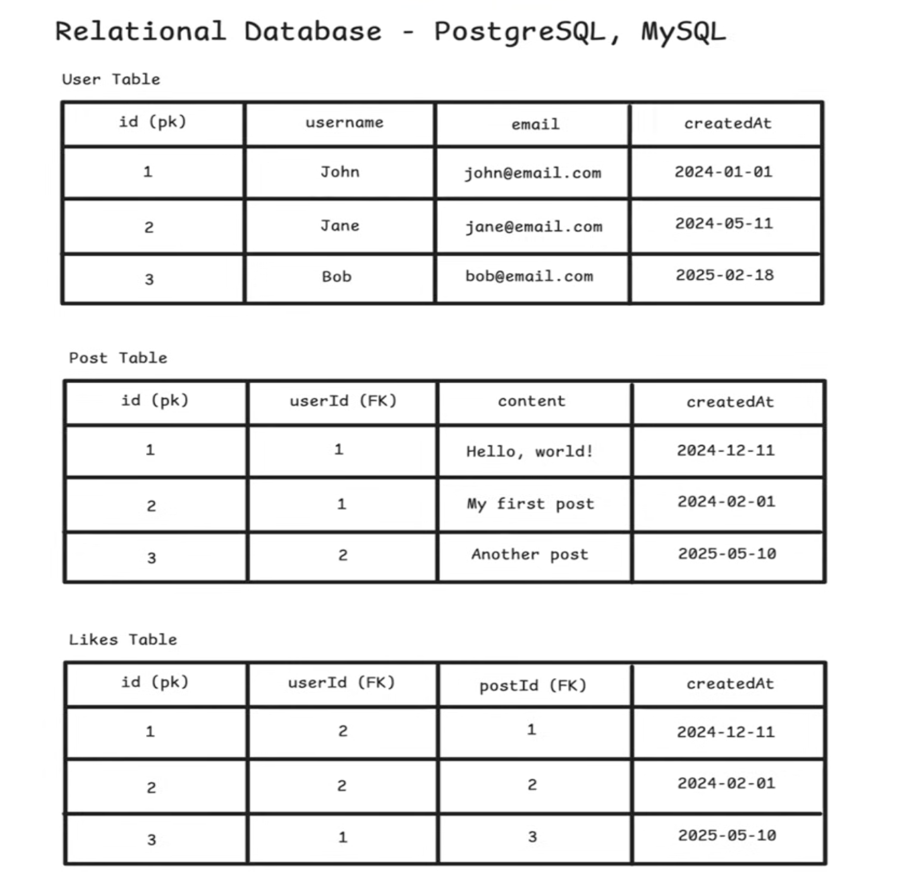 Relational Database - PostgreSQL, MySQL
User Table
id (pk) username email createdAt
1 John john@email.com 2024-01-01
2 Jane jane@email.com 2024-05-11
3 Bob bob@email.com 2025-02-18
Post Table
id (pk) userId (FK) content createdAt
1 1 Hello, world! 2024-12-11
2 1 My first post 2024-02-01
3 2 Another post 2025-05-10
Likes Table
id (pk) userId (FK) postId (FK) createdAt
1 2 1 2024-12-11
2 2 2 2024-02-01
3 1 3 2025-05-10